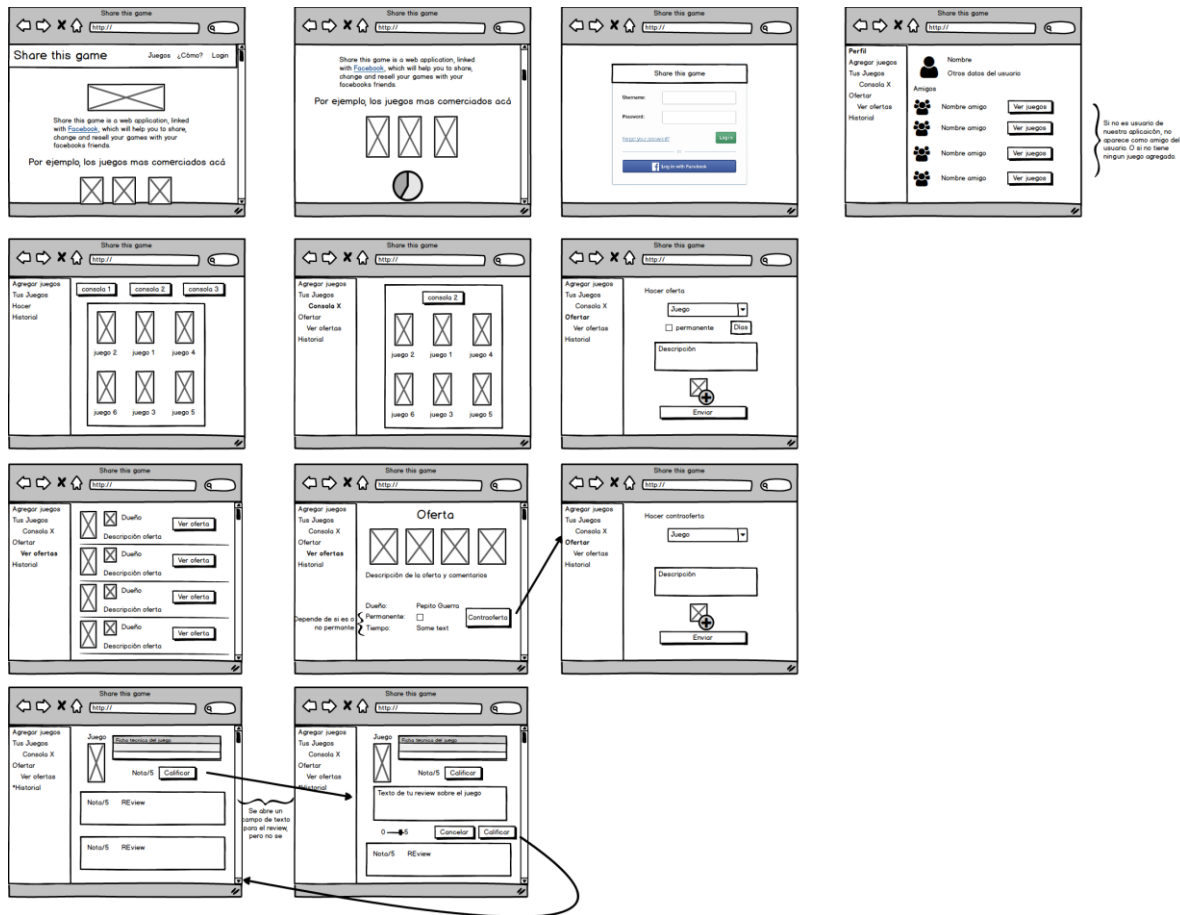 Share this game
http://
Share this game
Juegos ¿Cómo? Login
Share this game is a web application, linked
with Facebook, which will help you to share,
change and resell your games with your
facebooks friends.
Por ejemplo, los juegos mas comerciados acá
Share this game
http://
Share this game is a web application, linked
with Facebook, which will help you to share,
change and resell your games with your
facebooks friends.
Por ejemplo, los juegos mas comerciados acá
Share this game
http://
Share this game
Username:
Password:
Forgot your password?
Log in
or
Log in with Facebook
Share this game
http://
Perfil
Agregar juegos
Tus Juegos
Consola X
Ofertar
Ver ofertas
Historial
Nombre
Otros datos del usuario
Amigos
Nombre amigo Ver juegos
Nombre amigo Ver juegos
Nombre amigo Ver juegos
Nombre amigo Ver juegos
Si no es usuario de
nuestra aplicaición, no
aparece como amigo del
usuario. O si no tiene
ningun juego agregado.
Share this game
http://
Agregar juegos
Tus Juegos
Hacer
Historial
consola 1 consola 2 consola 3
juego 2 juego 1 juego 4
juego 6 juego 3 juego 5
Share this game
http://
Agregar juegos
Tus Juegos
Consola X
Ofertar
Ver ofertas
Historial
consola 2
juego 2 juego 1 juego 4
juego 6 juego 3 juego 5
Share this game
http://
Agregar juegos
Tus Juegos
Consola X
Ofertar
Ver ofertas
Historial
Hacer oferta
Juego
permanente Días
Descripción
Enviar
Share this game
http://
Agregar juegos
Tus Juegos
Consola X
Ofertar
Ver ofertas
Historial
Dueño
Ver oferta
Descripción oferta
Dueño
Ver oferta
Descripción oferta
Dueño
Ver oferta
Descripción oferta
Dueño
Ver oferta
Descripción oferta
Share this game
http://
Agregar juegos
Tus Juegos
Consola X
Ofertar
Ver ofertas
Historial
Oferta
Descripción de la oferta y comentarios
Dueño: Pepito Guerra
Permanente:
Tiempo: Some text
Contraoferta
Depende de si es o
no permante
Share this game
http://
Agregar juegos
Tus Juegos
Consola X
Ofertar
Ver ofertas
Historial
Hacer contraoferta
Juego
Descripción
Enviar
Share this game
http://
Agregar juegos
Tus Juegos
Consola X
Ofertar
Ver ofertas
*Historial
Juego
Ficha técnica del juego
Nota/5 Calificar
Nota/5 REview
Nota/5 REview
Se abre un
campo de texto
para el review,
pero no se
Share this game
http://
Agregar juegos
Tus Juegos
Consola X
Ofertar
Ver ofertas
*Historial
Juego
Ficha técnica del juego
Nota/5 Calificar
Texto de tu review sobre el juego
0 5 Cancelar Calificar
Nota/5 REview